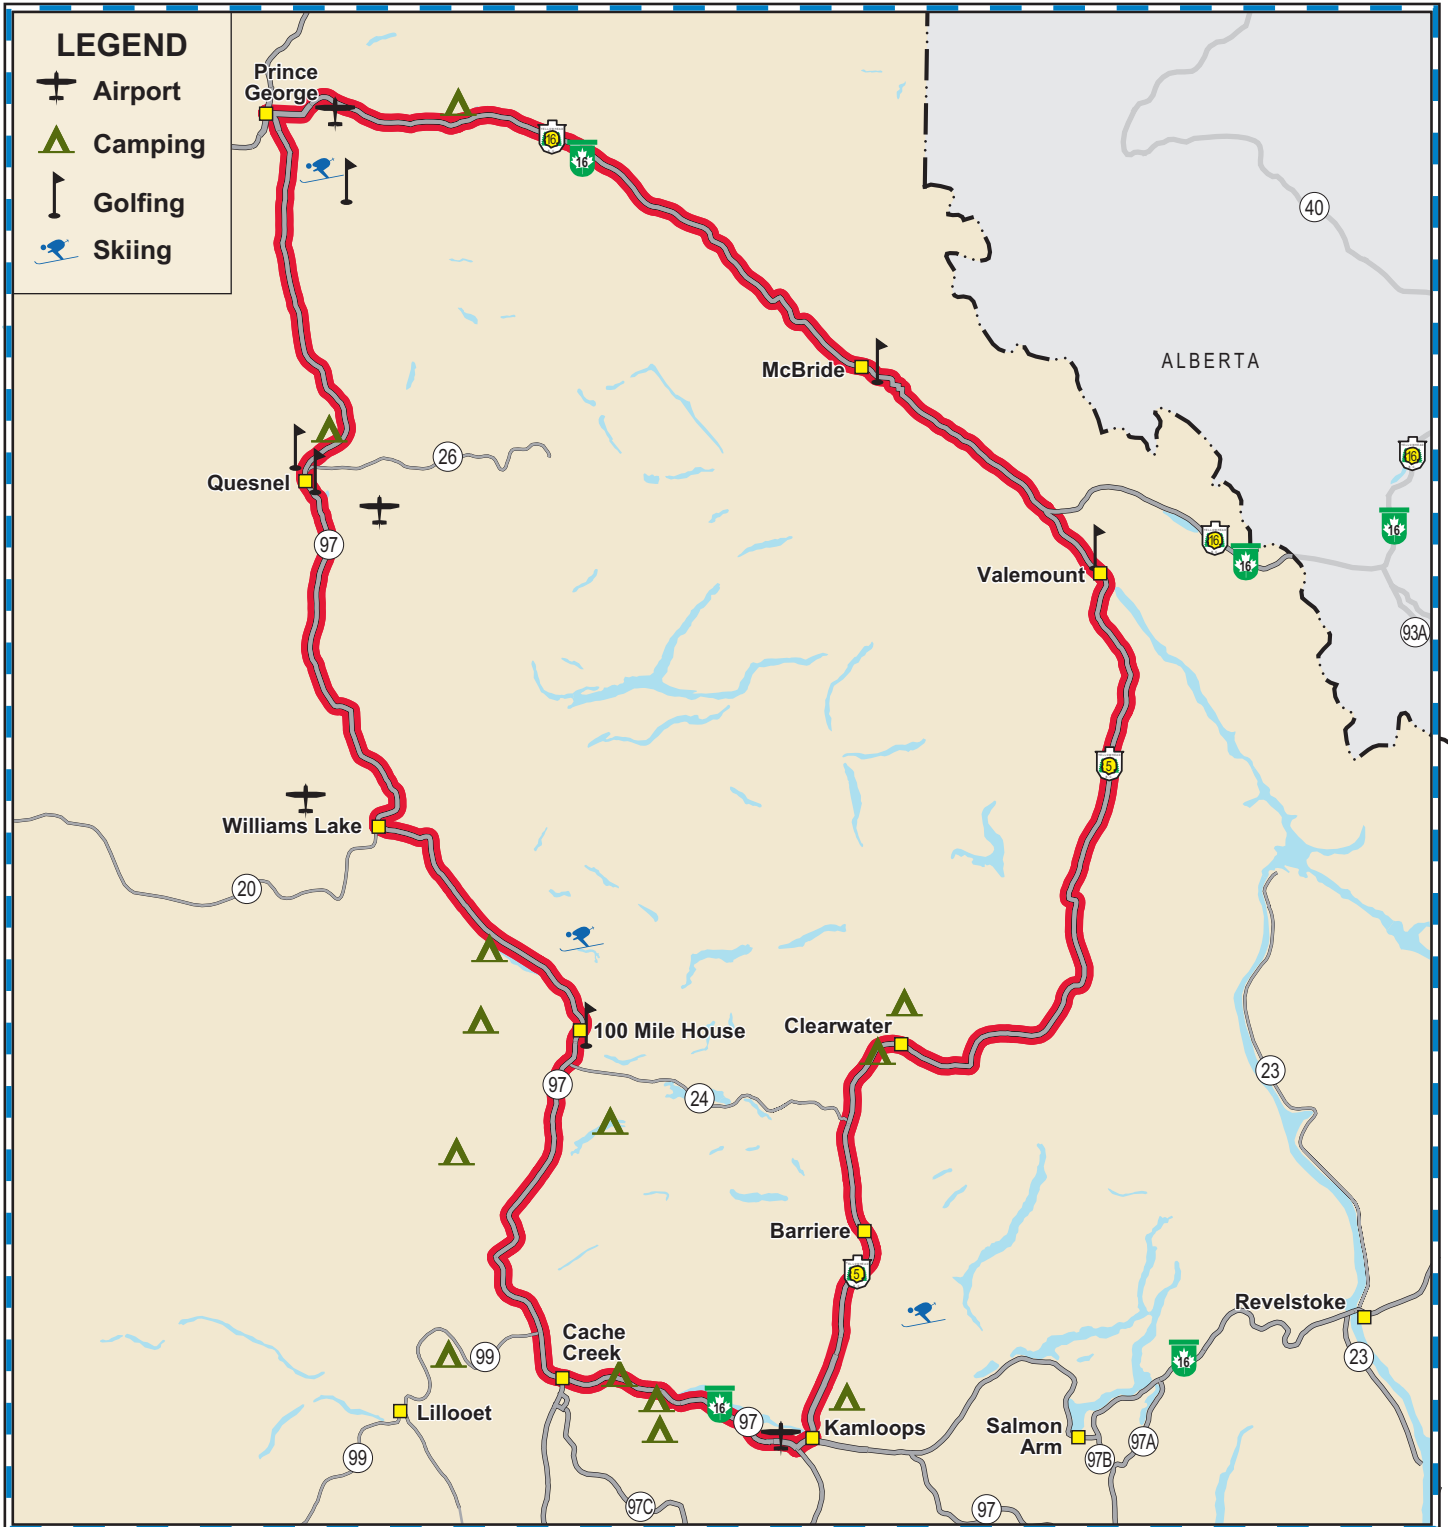 LEGEND
Airport
Camping
Golfing
Skiing
Prince
George
16
16
40
ALBERTA
McBride
16
26
Quesnel
16
16
16
97
Valemount
93A
5
Williams Lake
20
Clearwater
100 Mile House
23
97
24
Barriere
5
Revelstoke
Cache
Creek
99
16
23
Lillooet
16
97
Kamloops
Salmon
Arm
97A
99
97B
97C
97